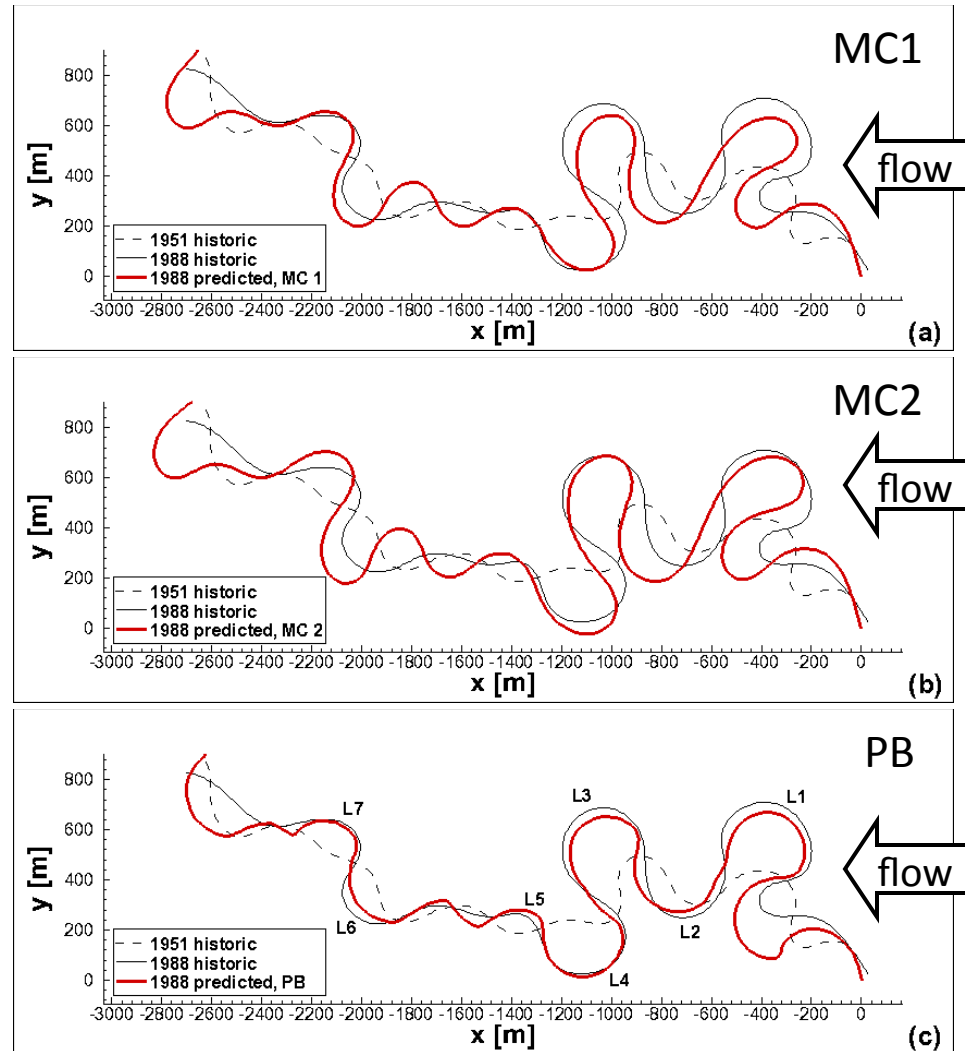 MC1
flow
y [m]
800
600
400
200
0
1951 historic
1988 historic
1988 predicted, MC 1
-3000 -2800 -2600 -2400 -2200 -2000 -1800 -1600 -1400 -1200 -1000 -800 -600 -400 -200 0
x [m]
(a)
MC2
flow
y [m]
800
600
400
200
0
1951 historic
1988 historic
1988 predicted, MC 2
-3000 -2800 -2600 -2400 -2200 -2000 -1800 -1600 -1400 -1200 -1000 -800 -600 -400 -200 0
x [m]
(b)
PB
flow
y [m]
800
600
400
200
0
L7
L3
L1
L6
L5
L2
L4
1951 historic
1988 historic
1988 predicted, PB
-3000 -2800 -2600 -2400 -2200 -2000 -1800 -1600 -1400 -1200 -1000 -800 -600 -400 -200 0
x [m]
(c)